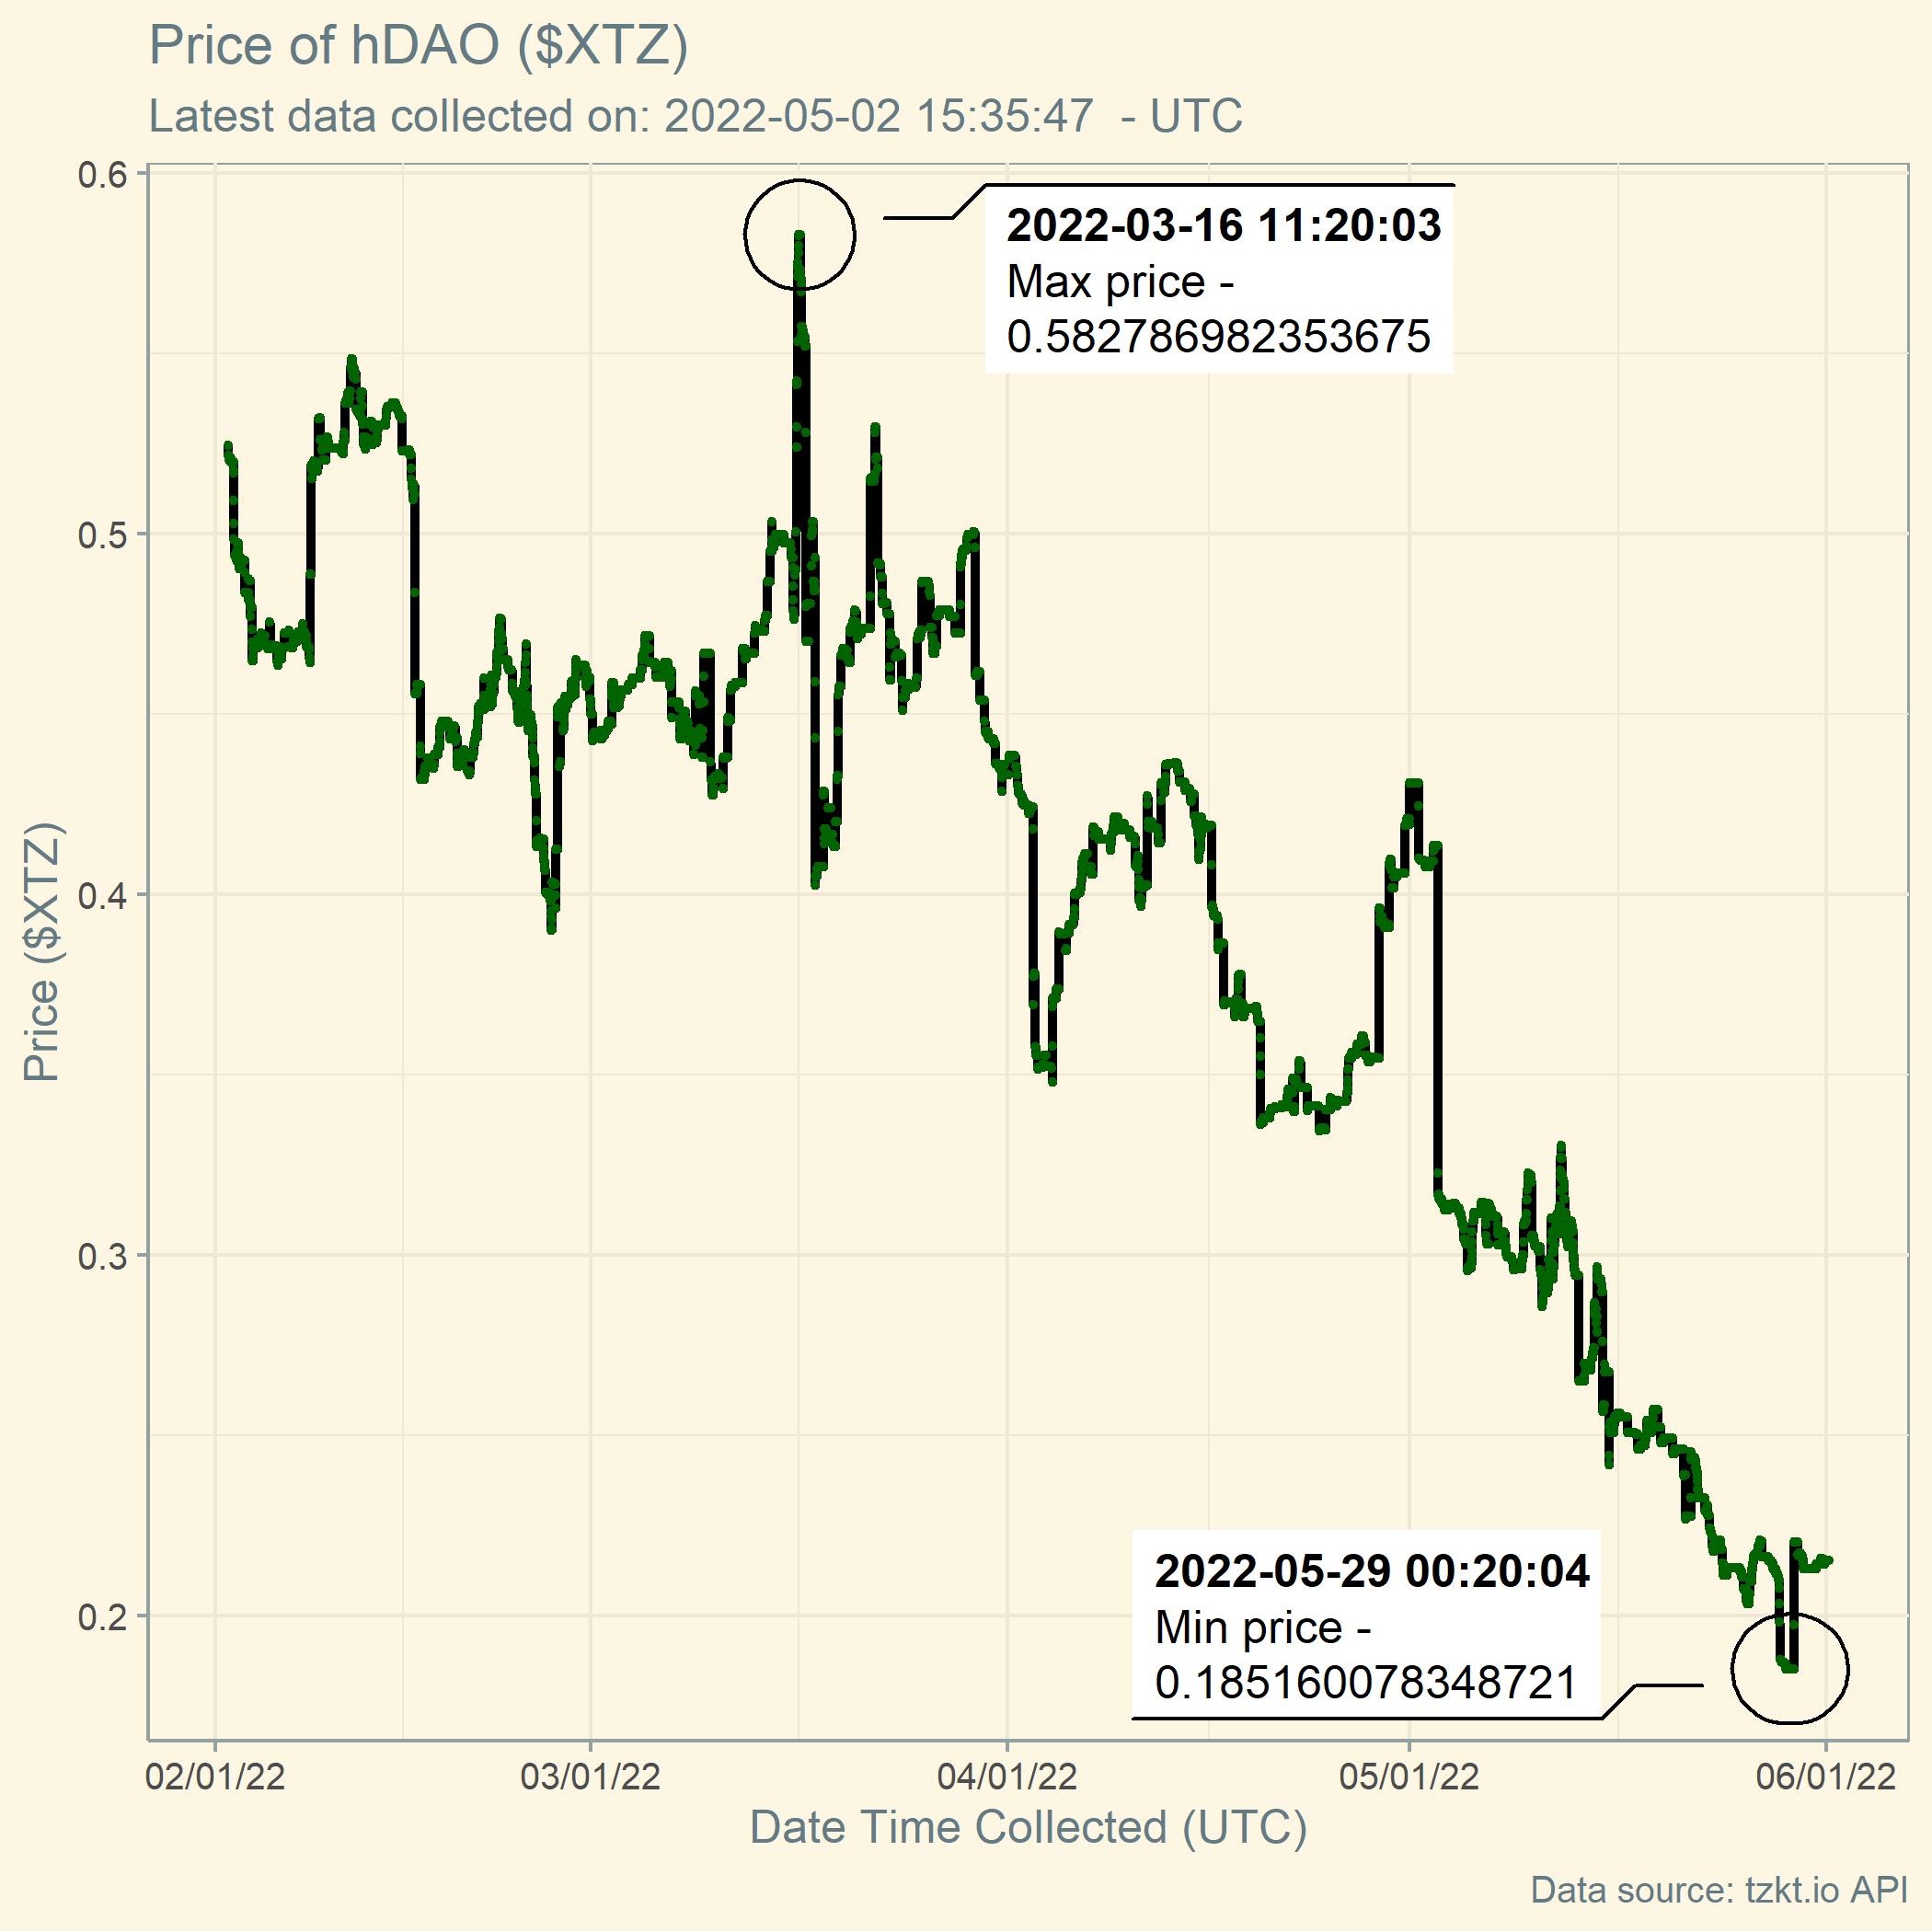 Price of hDAO ($XTZ)
Latest data collected on: 2022-05-02 15:35:47  - UTC
0.6
0.5
0.4
0.3
0.2
Price ($XTZ)
2022-03-16 11:20:03
Max price -
0.582786982353675
2022-05-29 00:20:04
Min price -
0.185160078348721
02/01/22
03/01/22
04/01/22
05/01/22
06/01/22
Date Time Collected (UTC)
Data source: tzkt.io API